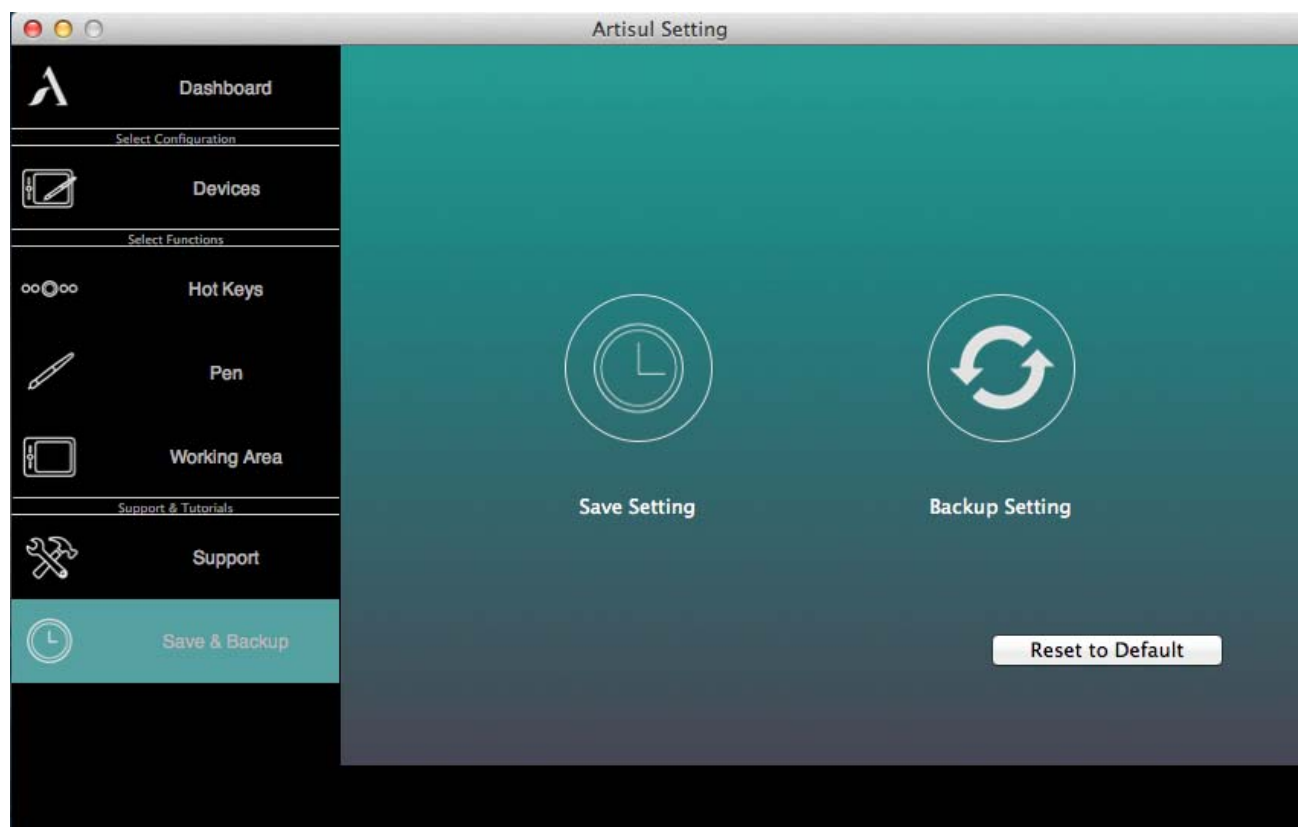 Artisul Setting
Dashboard
Select Configuration
Devices
Select Functions
Hot Keys
Pen
Working Area
Support & Tutorials
Support
Save & Backup
Save Setting
Backup Setting
Reset to Default